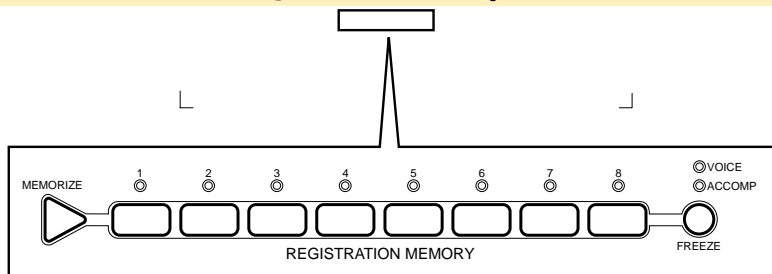 1 2 3 4 5 6 7 8
VOICE
ACCOMP
MEMORIZE
REGISTRATION MEMORY
FREEZE